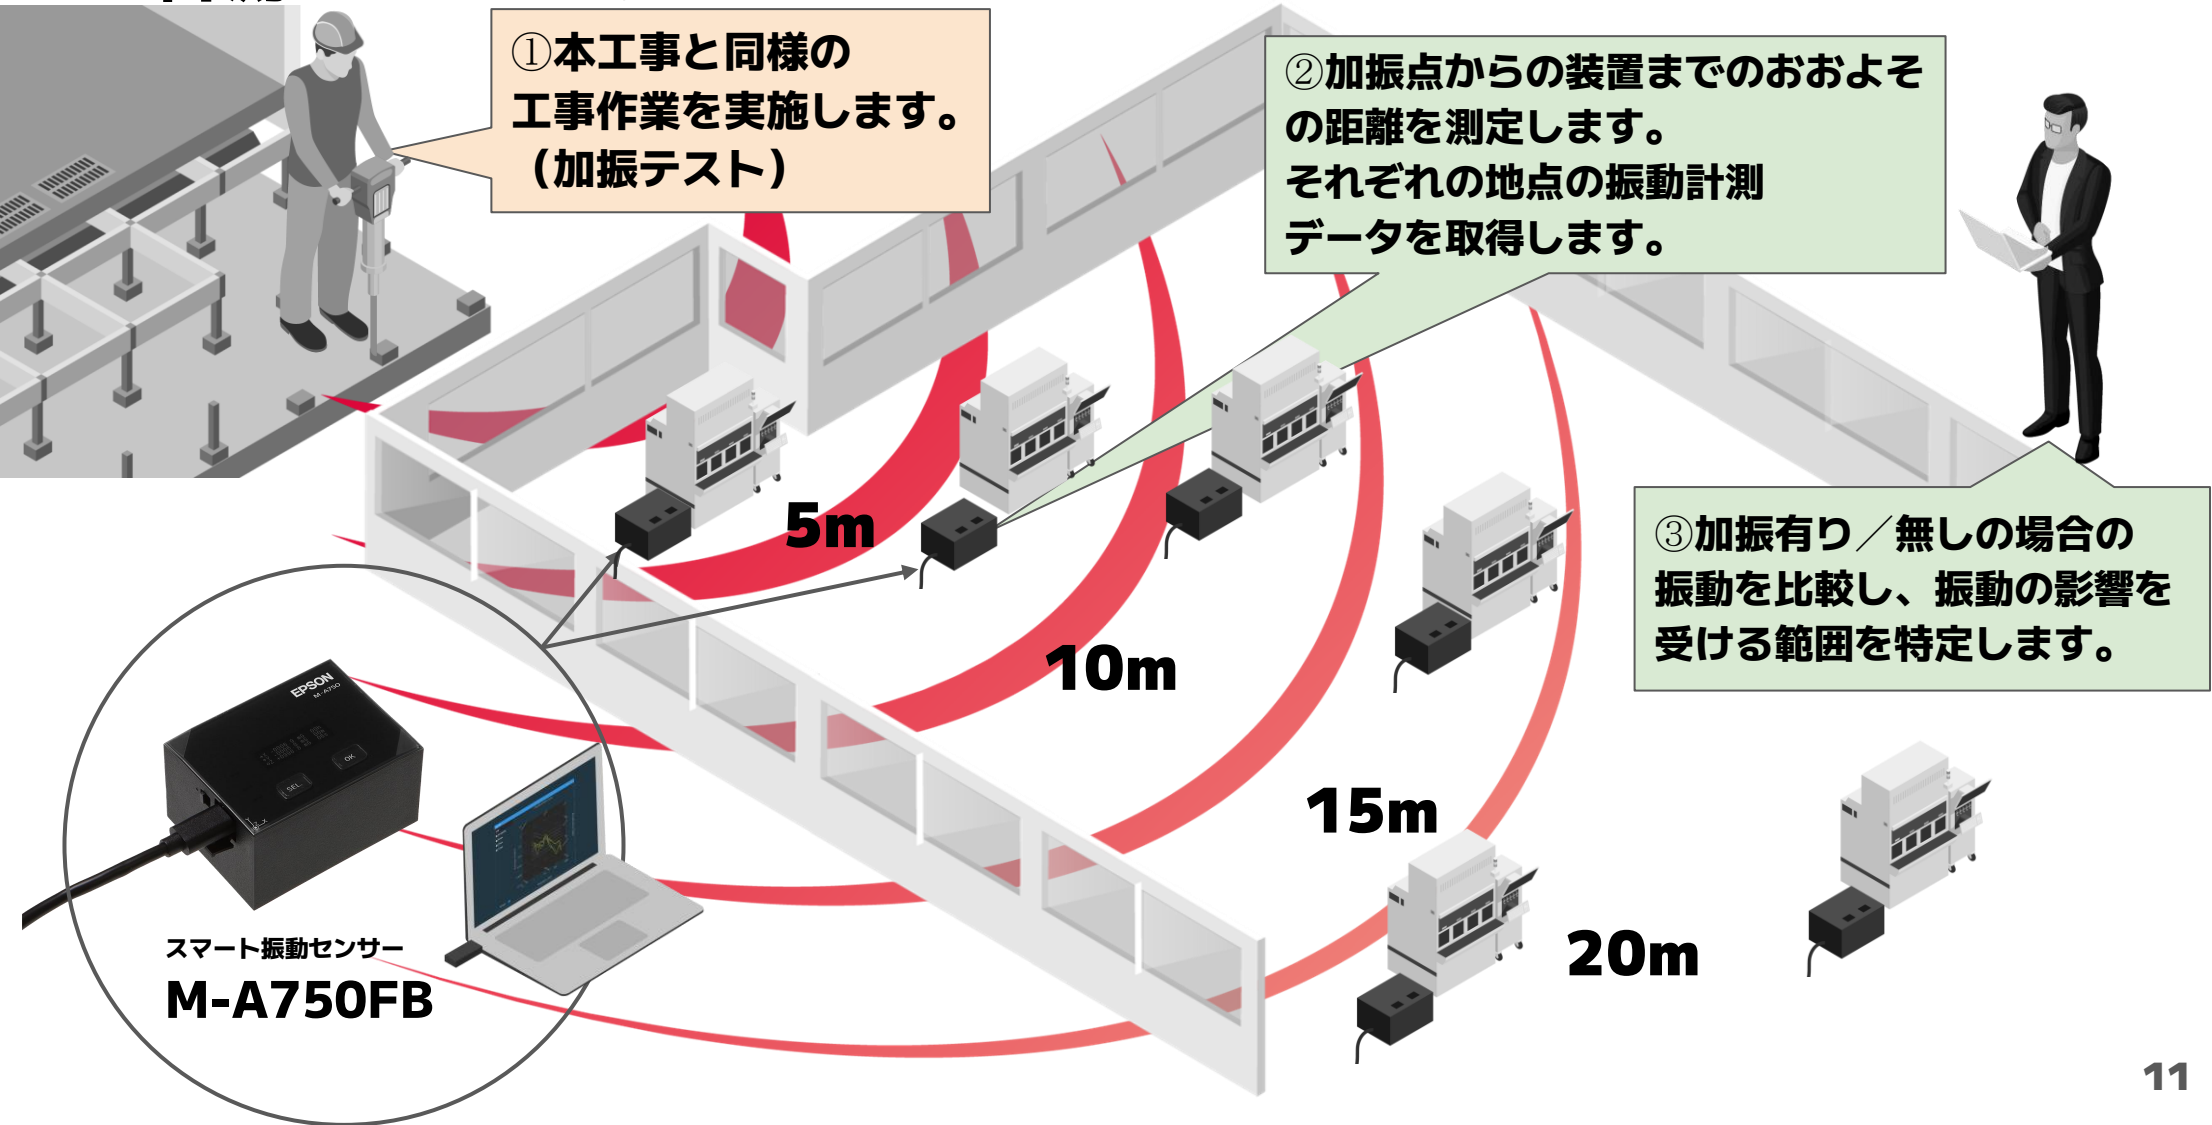 ①本工事と同様の
工事作業を実施します。
（加振テスト）
②加振点からの装置までのおおよそ
の距離を測定します。
それぞれの地点の振動計測
データを取得します。
③加振有り／無しの場合の
振動を比較し、振動の影響を
受ける範囲を特定します。
5m
10m
15m
20m
EPSON
M-A750
SEL
OK
スマート振動センサー
M-A750FB
11